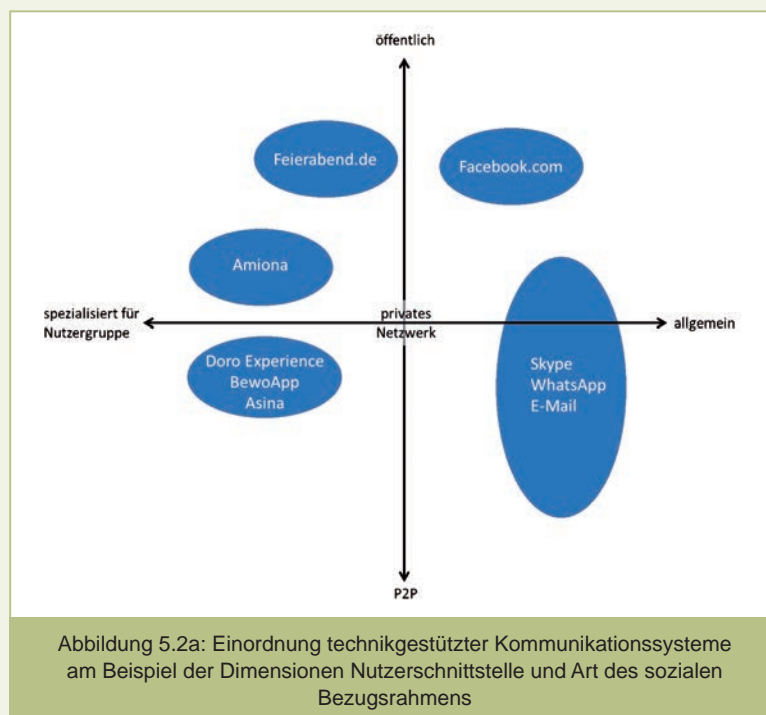 öffentlich
Feierabend.de
Facebook.com
Amiona
spezialisiert für
Nutzergruppe
privates
Netzwerk
allgemein
Doro Experience
BewoApp
Asina
Skype
WhatsApp
E-Mail
P2P
Abbildung 5.2a: Einordnung technikgestützter Kommunikationssysteme
am Beispiel der Dimensionen Nutzerschnittstelle und Art des sozialen
Bezugsrahmens